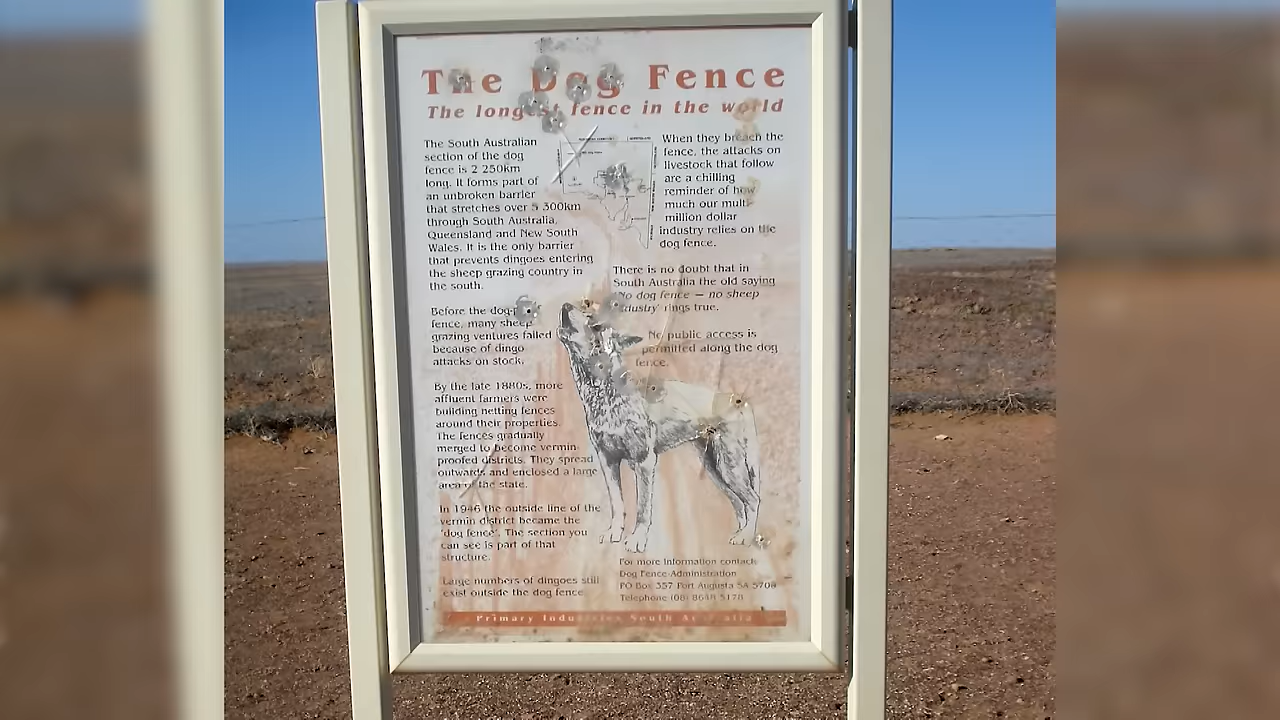 The Dog Fence
The longest fence in the world
The South Australian
section of the dog
fence is 2 250km
long. It forms part of
an unbroken barrier
that stretches over 5 300km
through South Australia,
Queensland and New South
Wales. It is the only barrier
that prevents dingoes entering
the sheep grazing country in
the south.
Before the dog
fence, many sheep
grazing ventures failed
because of dingo
attacks on stock.
By the late 1880s, more
affluent farmers were
building netting fences
around their properties.
The fences gradually
merged to become vermin-
proofed districts. They spread
outwards and enclosed a large
area of the state.
In 1946 the outside line of the
vermin district became the
'dog fence'. The section you
can see is part of that
structure.
Large numbers of dingoes still
exist outside the dog fence.
When they breach the
fence, the attacks on
livestock that follow
are a chilling
reminder of how
much our multi-
million dollar
industry relies on the
dog fence.
There is no doubt that in
South Australia the old saying
'No dog fence — no sheep
industry' rings true.
No public access is
permitted along the dog
fence.
For more information contact:
Dog Fence Administration
PO Box 357 Port Augusta SA 5700
Telephone (08) 8648 5178
Primary Industries South Australia